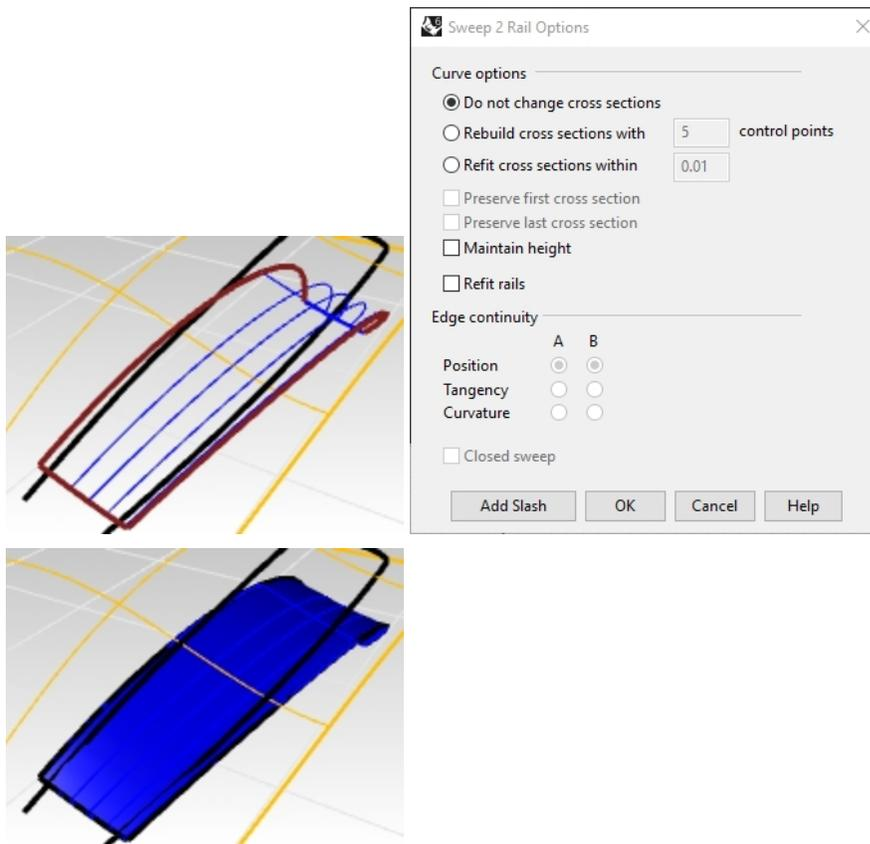 Sweep 2 Rail Options
Curve options
Do not change cross sections
Rebuild cross sections with 5 control points
Refit cross sections within 0.01
Preserve first cross section
Preserve last cross section
Maintain height
Refit rails
Edge continuity
A B
Position
Tangency
Curvature
Closed sweep
Add Slash OK Cancel Help